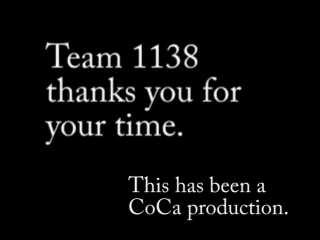 Team 1138
thanks you for
your time.
This has been a
CoCa production.